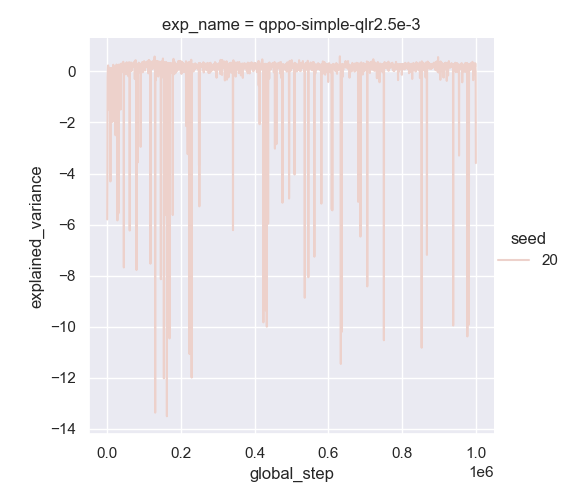 exp_name = qppo-simple-qlr2.5e-3
0
−2
−4
−6
−8
−10
−12
−14
explained_variance
0.0 0.2 0.4 0.6 0.8 1.0
1e6
global_step
seed
20